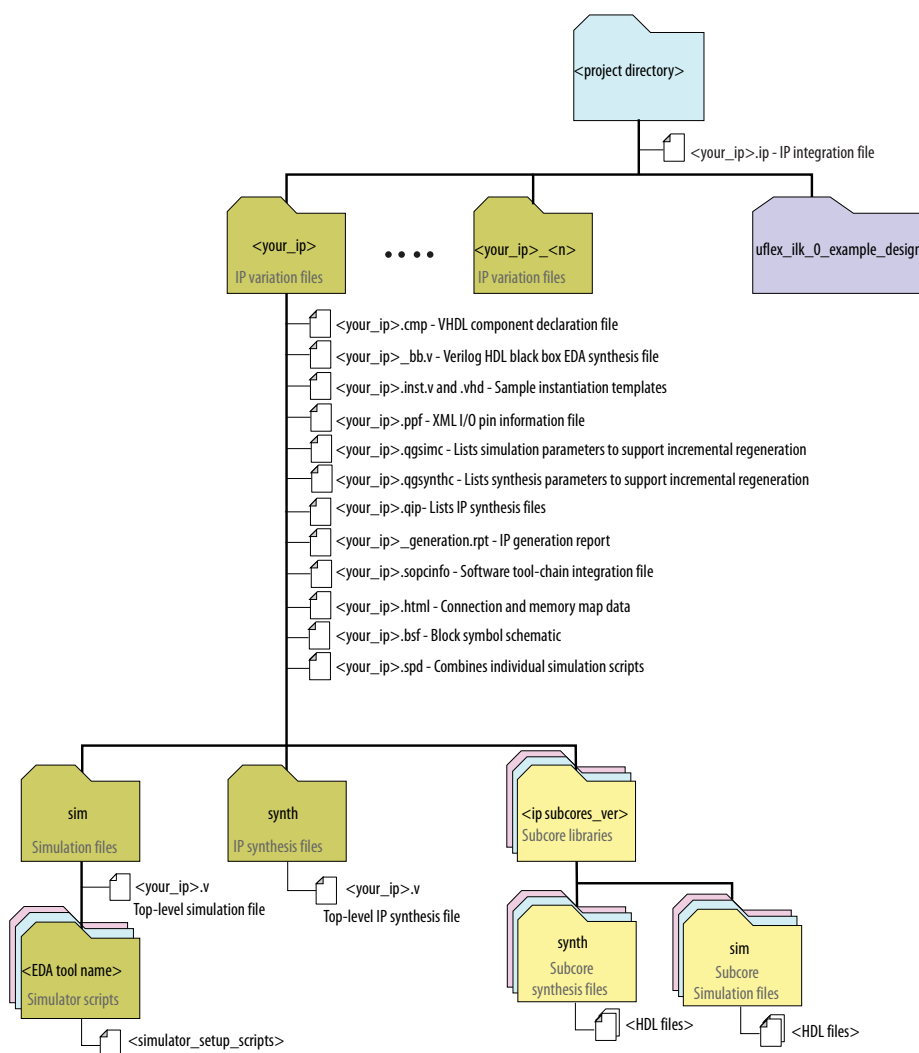 <project directory>
<your_ip>.ip - IP integration file
<your_ip>
IP variation files
<your_ip>_<n>
IP variation files
uflex_ilk_0_example_design
<your_ip>.cmp - VHDL component declaration file
<your_ip>_bb.v - Verilog HDL black box EDA synthesis file
<your_ip>.inst.v and .vhd - Sample instantiation templates
<your_ip>.ppf - XML I/O pin information file
<your_ip>.qgsimc - Lists simulation parameters to support incremental regeneration
<your_ip>.qgsynthc - Lists synthesis parameters to support incremental regeneration
<your_ip>.qip- Lists IP synthesis files
<your_ip>_generation.rpt - IP generation report
<your_ip>.sopcinfo - Software tool-chain integration file
<your_ip>.html - Connection and memory map data
<your_ip>.bsf - Block symbol schematic
<your_ip>.spd - Combines individual simulation scripts
sim
Simulation files
synth
IP synthesis files
<ip subcores_ver>
Subcore libraries
<your_ip>.v
Top-level simulation file
<your_ip>.v
Top-level IP synthesis file
<EDA tool name>
Simulator scripts
<simulator_setup_scripts>
synth
Subcore
synthesis files
<HDL files>
sim
Subcore
Simulation files
<HDL files>